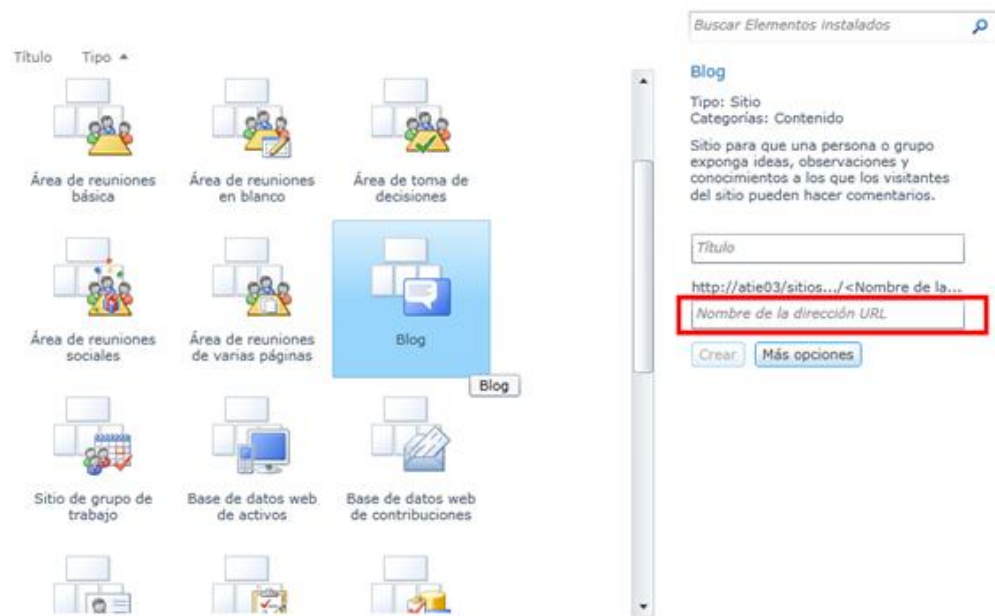 Buscar Elementos instalados
Título Tipo
Área de reuniones
básica
Área de reuniones
en blanco
Área de toma de
decisiones
Área de reuniones
sociales
Área de reuniones
de varias páginas
Blog
Blog
Sitio de grupo de
trabajo
Base de datos web
de activos
Base de datos web
de contribuciones
Blog
Tipo: Sitio
Categorías: Contenido
Sitio para que una persona o grupo
exponga ideas, observaciones y
conocimientos a los que los visitantes
del sitio pueden hacer comentarios.
Título
http://atie03/sitios.../<Nombre de la...
Nombre de la dirección URL
Crear Más opciones